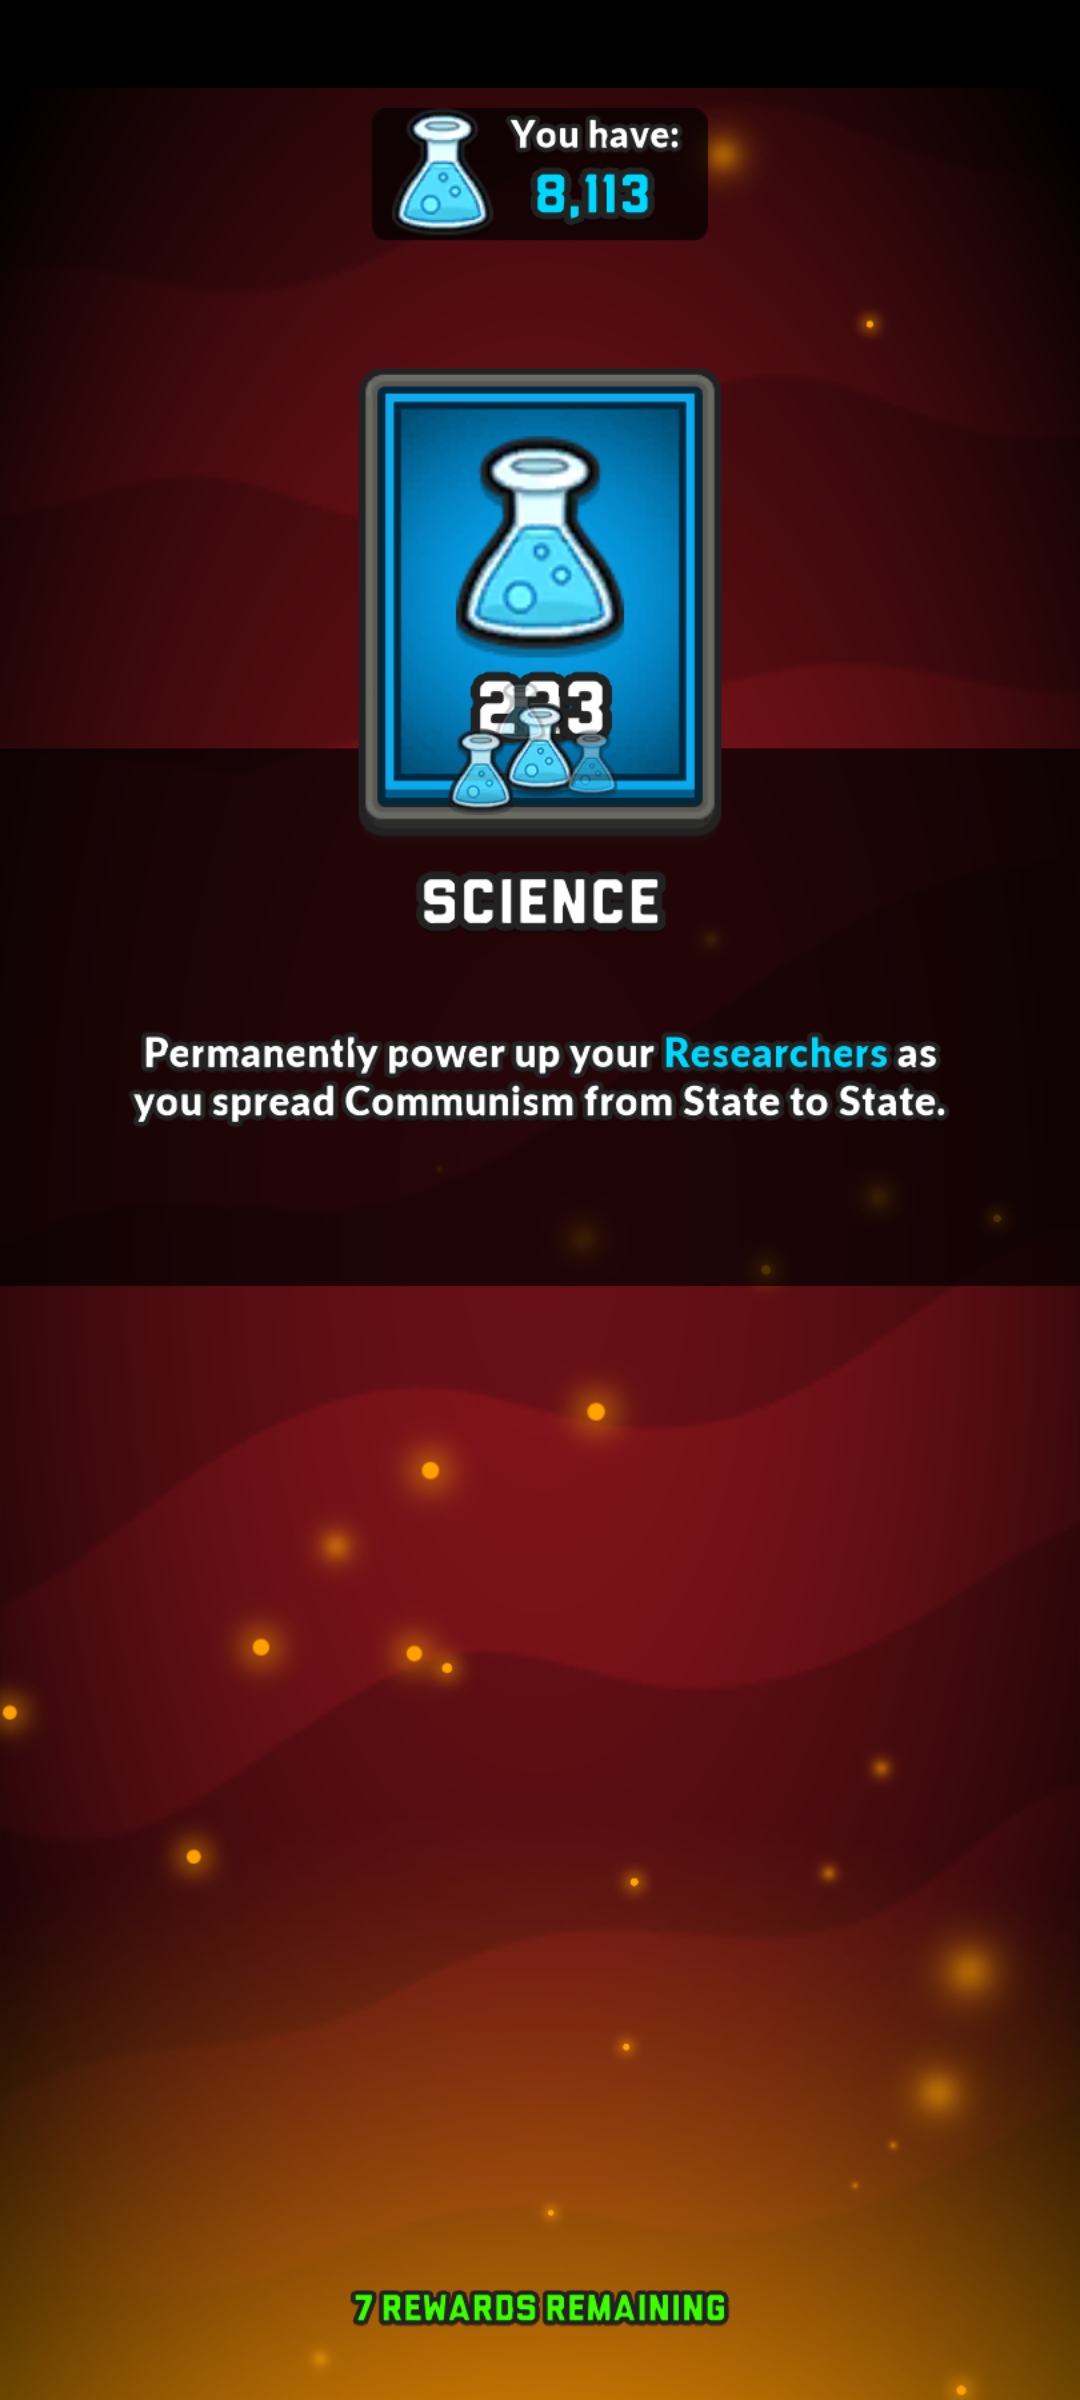 You have:
8,113
SCIENCE
Permanently power up your Researchers as
you spread Communism from State to State.
7 REWARDS REMAINING